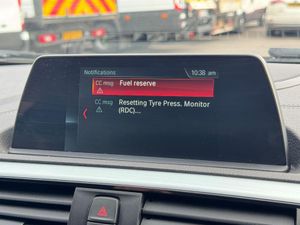 Notifications
10:38 am
CC msg Fuel reserve
CC msg Resetting Tyre Press. Monitor
(RDC)...